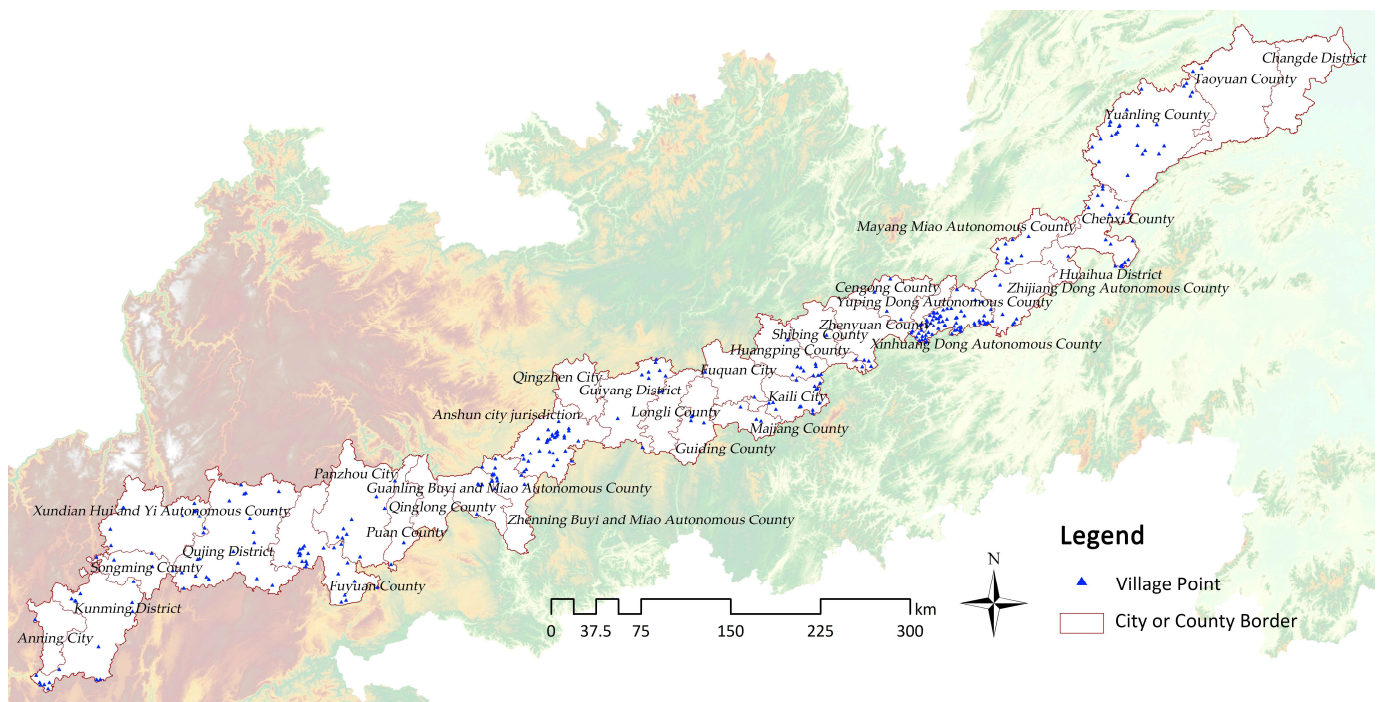 Changde District
Taoyuan County
Yuanling County
Chenxi County
Mayang Miao Autonomous County
Huaihua District
Zhijiang Dong Autonomous County
Cengong County
Yuping Dong Autonomous County
Zhenyuan County
Shibing County
Xinhuang Dong Autonomous County
Huangping County
Fuquan City
Qingzhen City
Guiyang District
Kaili City
Longli County
Anshun city jurisdiction
Majiang County
Guiding County
Panzhou City
Guanling Buyi and Miao Autonomous County
Qinglong County
Xundian Hui and Yi Autonomous County
Zhenning Buyi and Miao Autonomous County
Puan County
Qujing District
Songming County
Fuyuan County
Kunming District
Anning City
Legend
N
Village Point
City or County Border
km
0 37.5 75 150 225 300